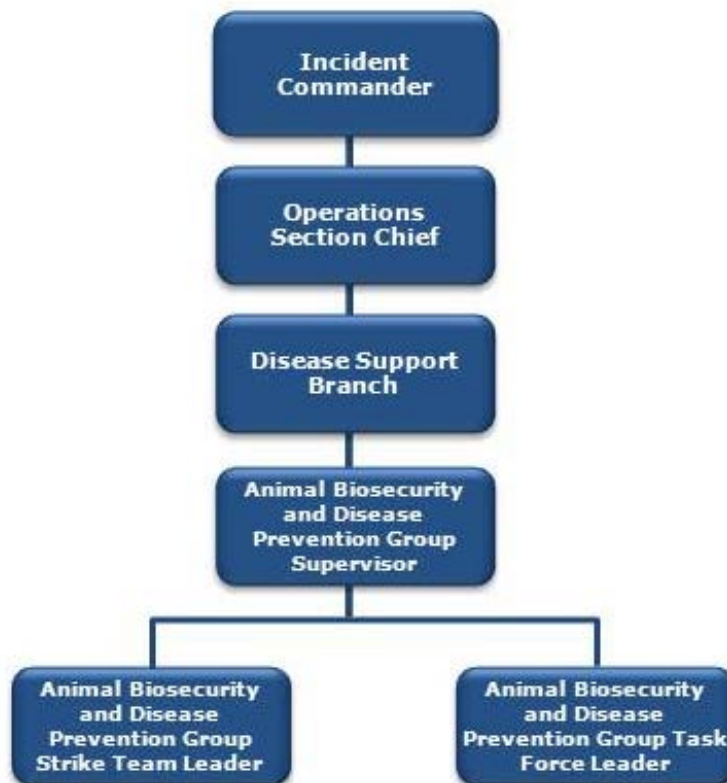 Incident
Commander
Operations
Section Chief
Disease Support
Branch
Animal Biosecurity
and Disease
Prevention Group
Supervisor
Animal Biosecurity
and Disease
Prevention Group
Strike Team Leader
Animal Biosecurity
and Disease
Prevention Group Task
Force Leader